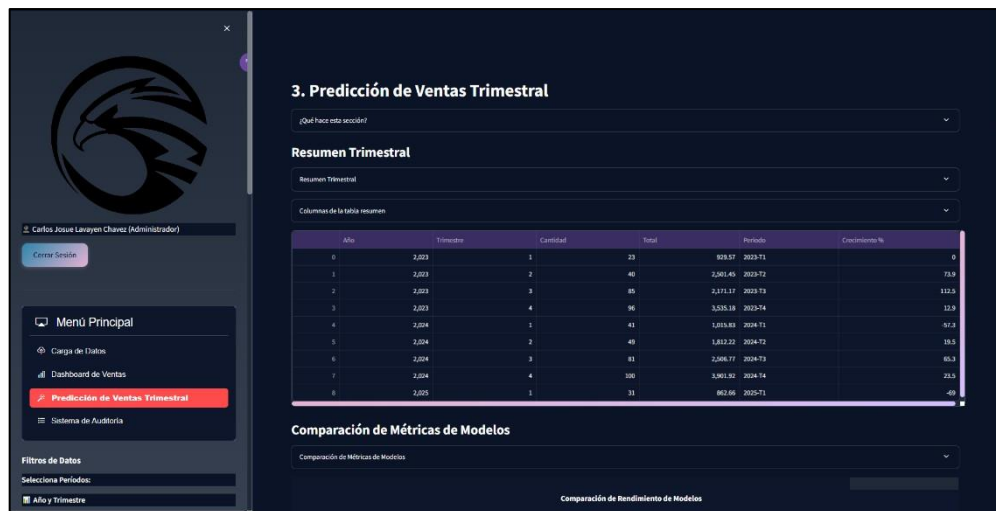 ×
Carlos Josue Lavayen Chavez (Administrador)
Cerrar Sesión
Menú Principal
Carga de Datos
Dashboard de Ventas
Predicción de Ventas Trimestral
Sistema de Auditoría
Filtros de Datos
Selecciona Períodos:
Año y Trimestre
3. Predicción de Ventas Trimestral
¿Qué hace esta sección?
Resumen Trimestral
Resumen Trimestral
Columnas de la tabla resumen
Año Trimestre Cantidad Total Periodo Crecimiento %
0 2,023 1 23 929.57 2023-T1 0
1 2,023 2 40 2,501.45 2023-T2 73.9
2 2,023 3 85 2,171.17 2023-T3 112.5
3 2,023 4 96 3,535.18 2023-T4 12.9
4 2,024 1 41 1,015.83 2024-T1 -57.3
5 2,024 2 49 1,812.22 2024-T2 19.5
6 2,024 3 81 2,506.77 2024-T3 65.3
7 2,024 4 100 3,901.92 2024-T4 23.5
8 2,025 1 31 862.66 2025-T1 -69
Comparación de Métricas de Modelos
Comparación de Métricas de Modelos
Comparación de Rendimiento de Modelos